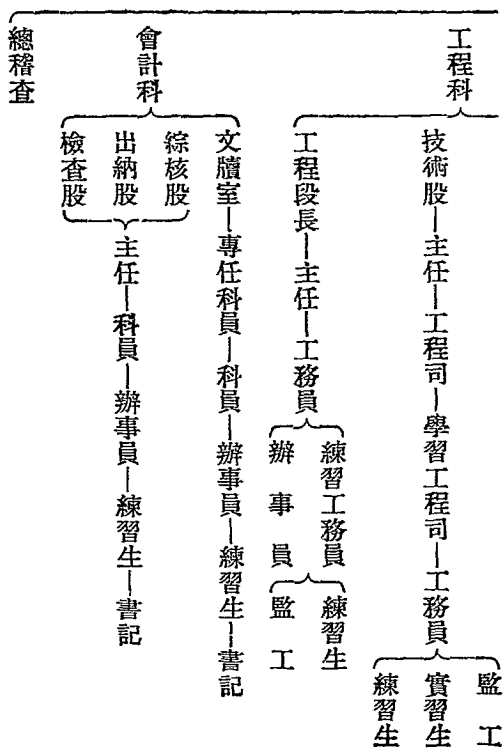 工程科
技術股—主任—工程司—學習工程司—工務員
監工
實習生
練習生
工程段長—主任—工務員
練習工務員
辦事員
練習生
監工
會計科
文牘室—專任科員—科員—辦事員—練習生—書記
綜核股
出納股
檢查股
主任—科員—辦事員—練習生—書記
總稽查